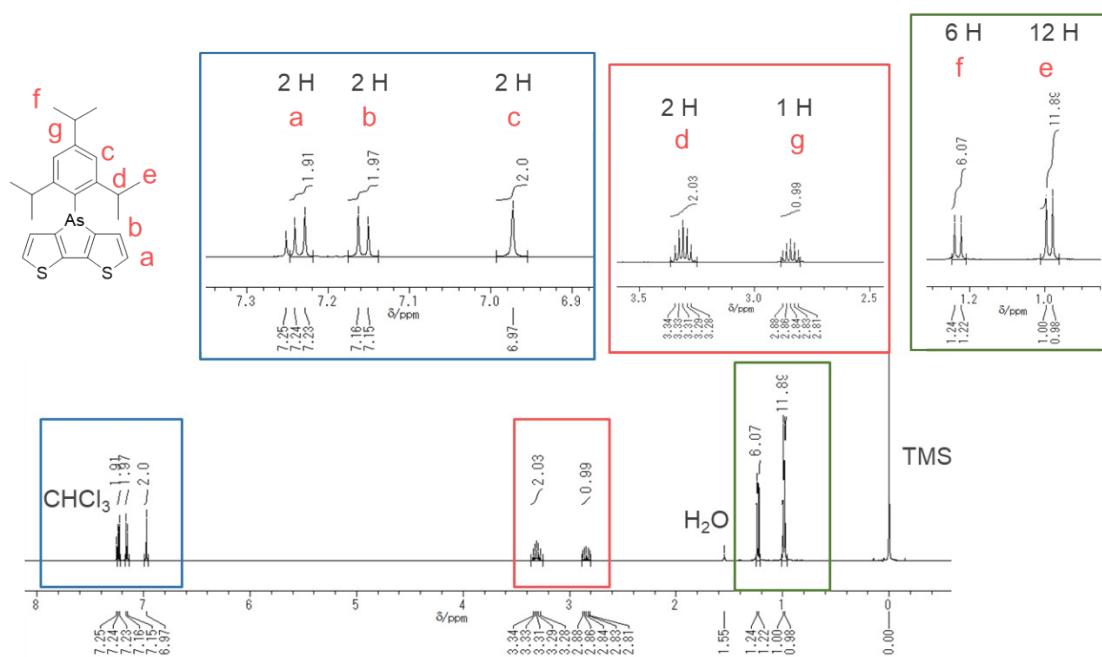 f
g
c
d
e
As
b
a
S
S
2 H 2 H 2 H
a b c
1.91 1.97 2.0
7.3 7.2 7.1 7.0 6.9
δ/ppm
7.25 7.24 7.23 7.16 7.15 6.97
2 H 1 H
d g
2.03 0.99
3.5 3.0 2.5
δ/ppm
3.34 3.33 3.31 3.29 3.28 2.88 2.86 2.84 2.83 2.81
6 H 12 H
f e
6.07 11.89
1.2 1.0
δ/ppm
1.24 1.22 1.00 0.98
CHCl3
1.91 1.97 2.0
2.03 0.99
H2O
6.07 11.89
TMS
8 7 6 5 4 3 2 1 0
δ/ppm δ/ppm δ/ppm
7.25 7.24 7.23 7.16 7.15 6.97
3.34 3.33 3.31 3.29 3.28 2.88 2.86 2.84 2.83 2.81
1.55
1.24 1.22 1.00 0.98
0.00